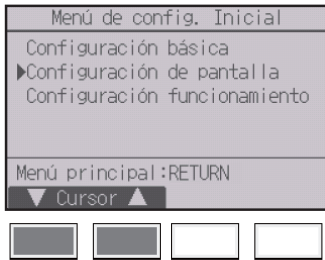 Menú de config. Inicial
Configuración básica
▶Configuración de pantalla
Configuración funcionamiento
Menú principal:RETURN
▼ Cursor ▲